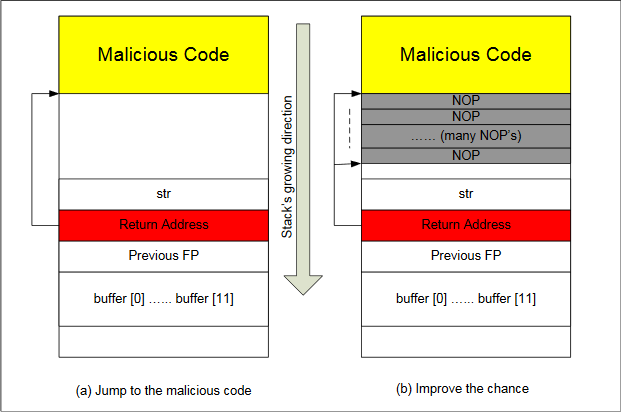 Malicious Code
str
Return Address
Previous FP
buffer [0] …... buffer [11]
(a) Jump to the malicious code
Stack's growing direction
Malicious Code
NOP
NOP
…... (many NOP's)
NOP
str
Return Address
Previous FP
buffer [0] …... buffer [11]
(b) Improve the chance